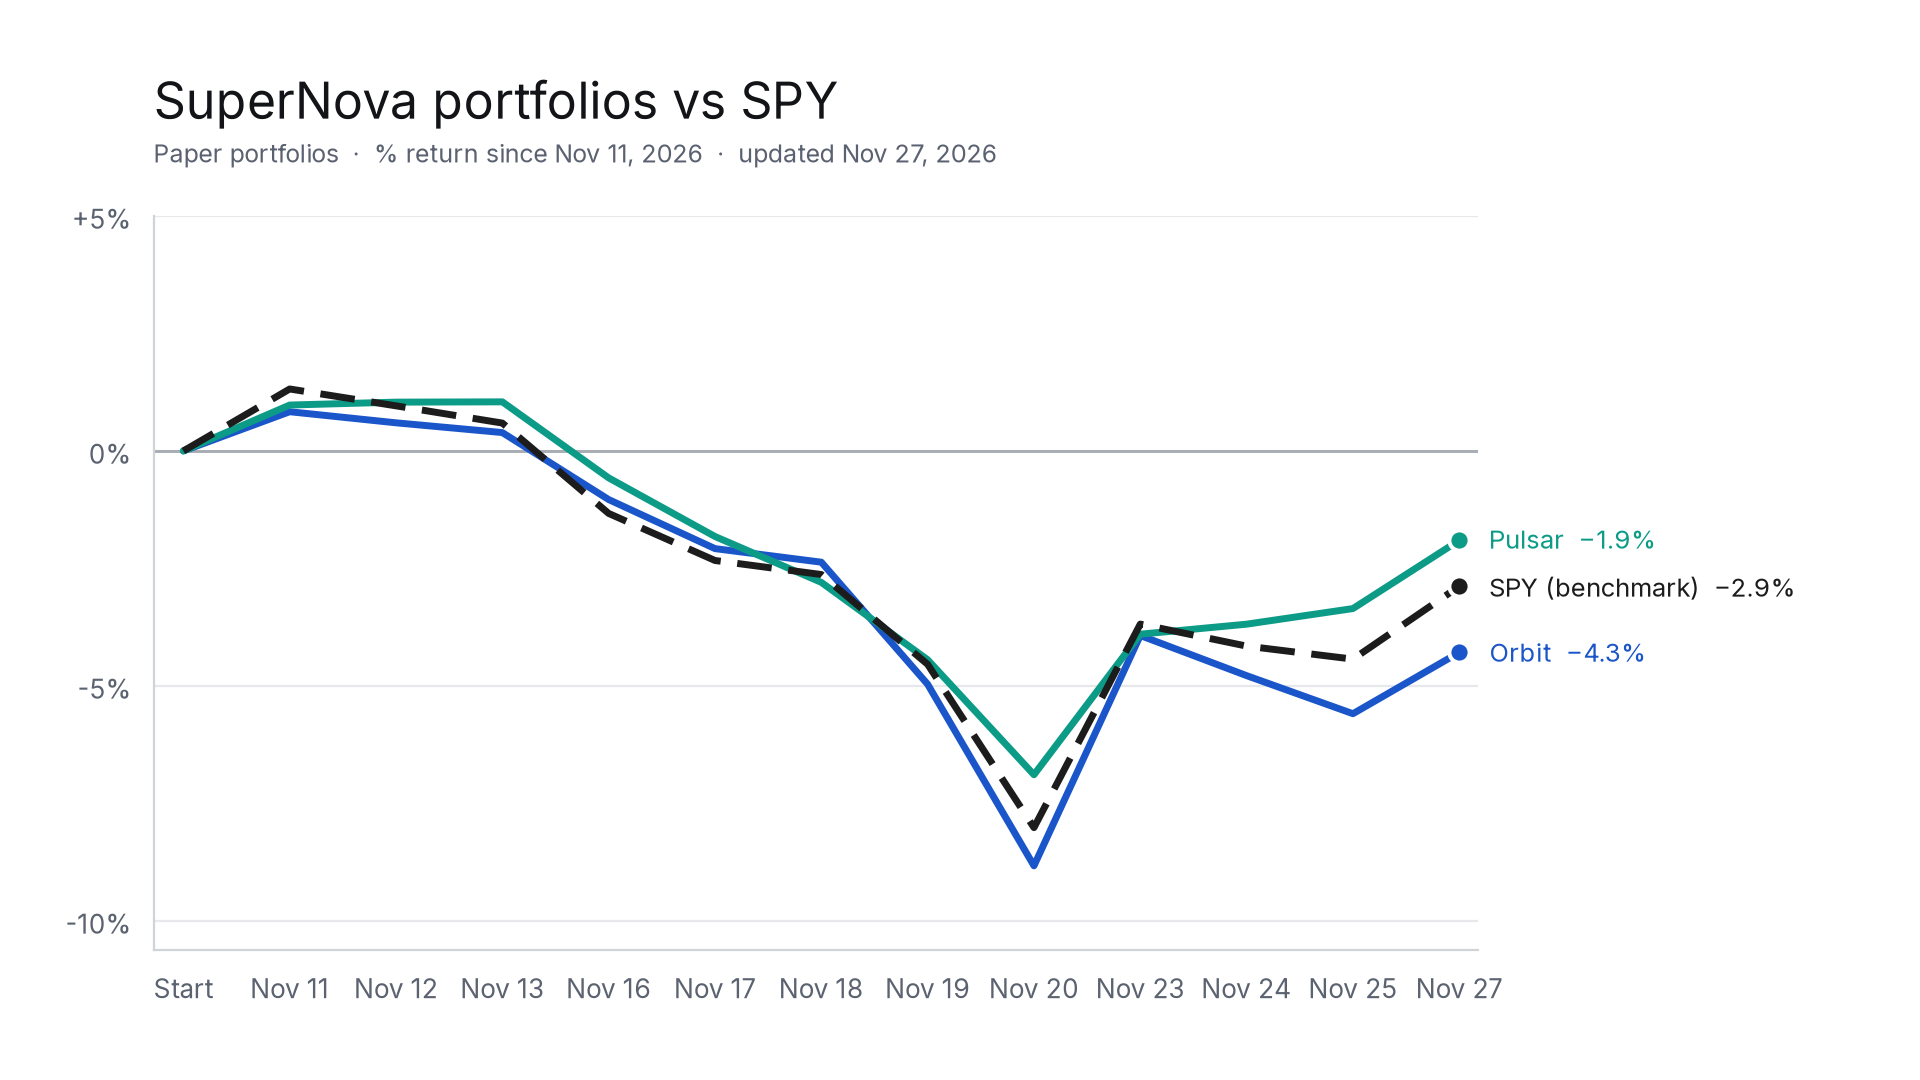 SuperNova portfolios vs SPY
Paper portfolios · % return since Nov 11, 2026 · updated Nov 27, 2026
+5%
0%
-5%
-10%
Pulsar −1.9%
SPY (benchmark) −2.9%
Orbit −4.3%
Start Nov 11 Nov 12 Nov 13 Nov 16 Nov 17 Nov 18 Nov 19 Nov 20 Nov 23 Nov 24 Nov 25 Nov 27